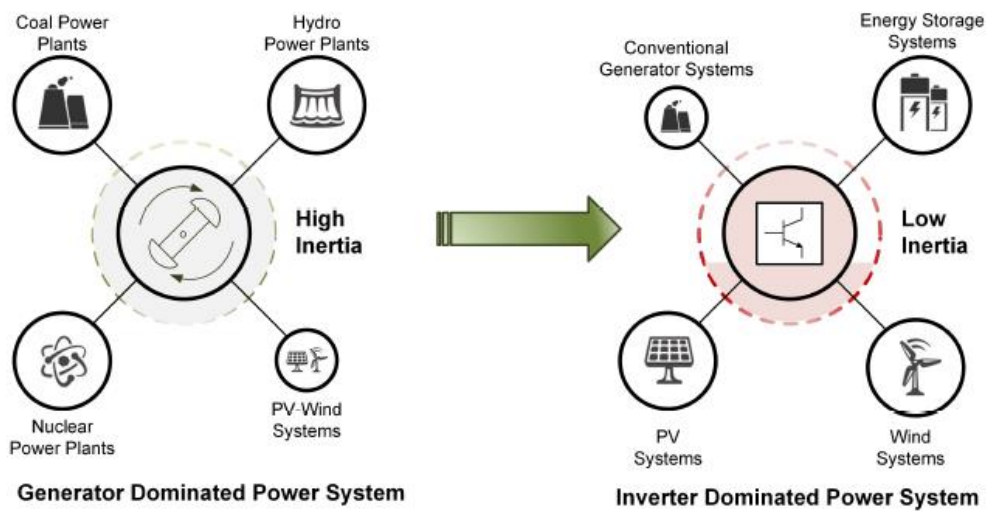 Coal Power
Plants
Hydro
Power Plants
High
Inertia
Nuclear
Power Plants
PV-Wind
Systems
Generator Dominated Power System
Conventional
Generator Systems
Energy Storage
Systems
Low
Inertia
PV
Systems
Wind
Systems
Inverter Dominated Power System